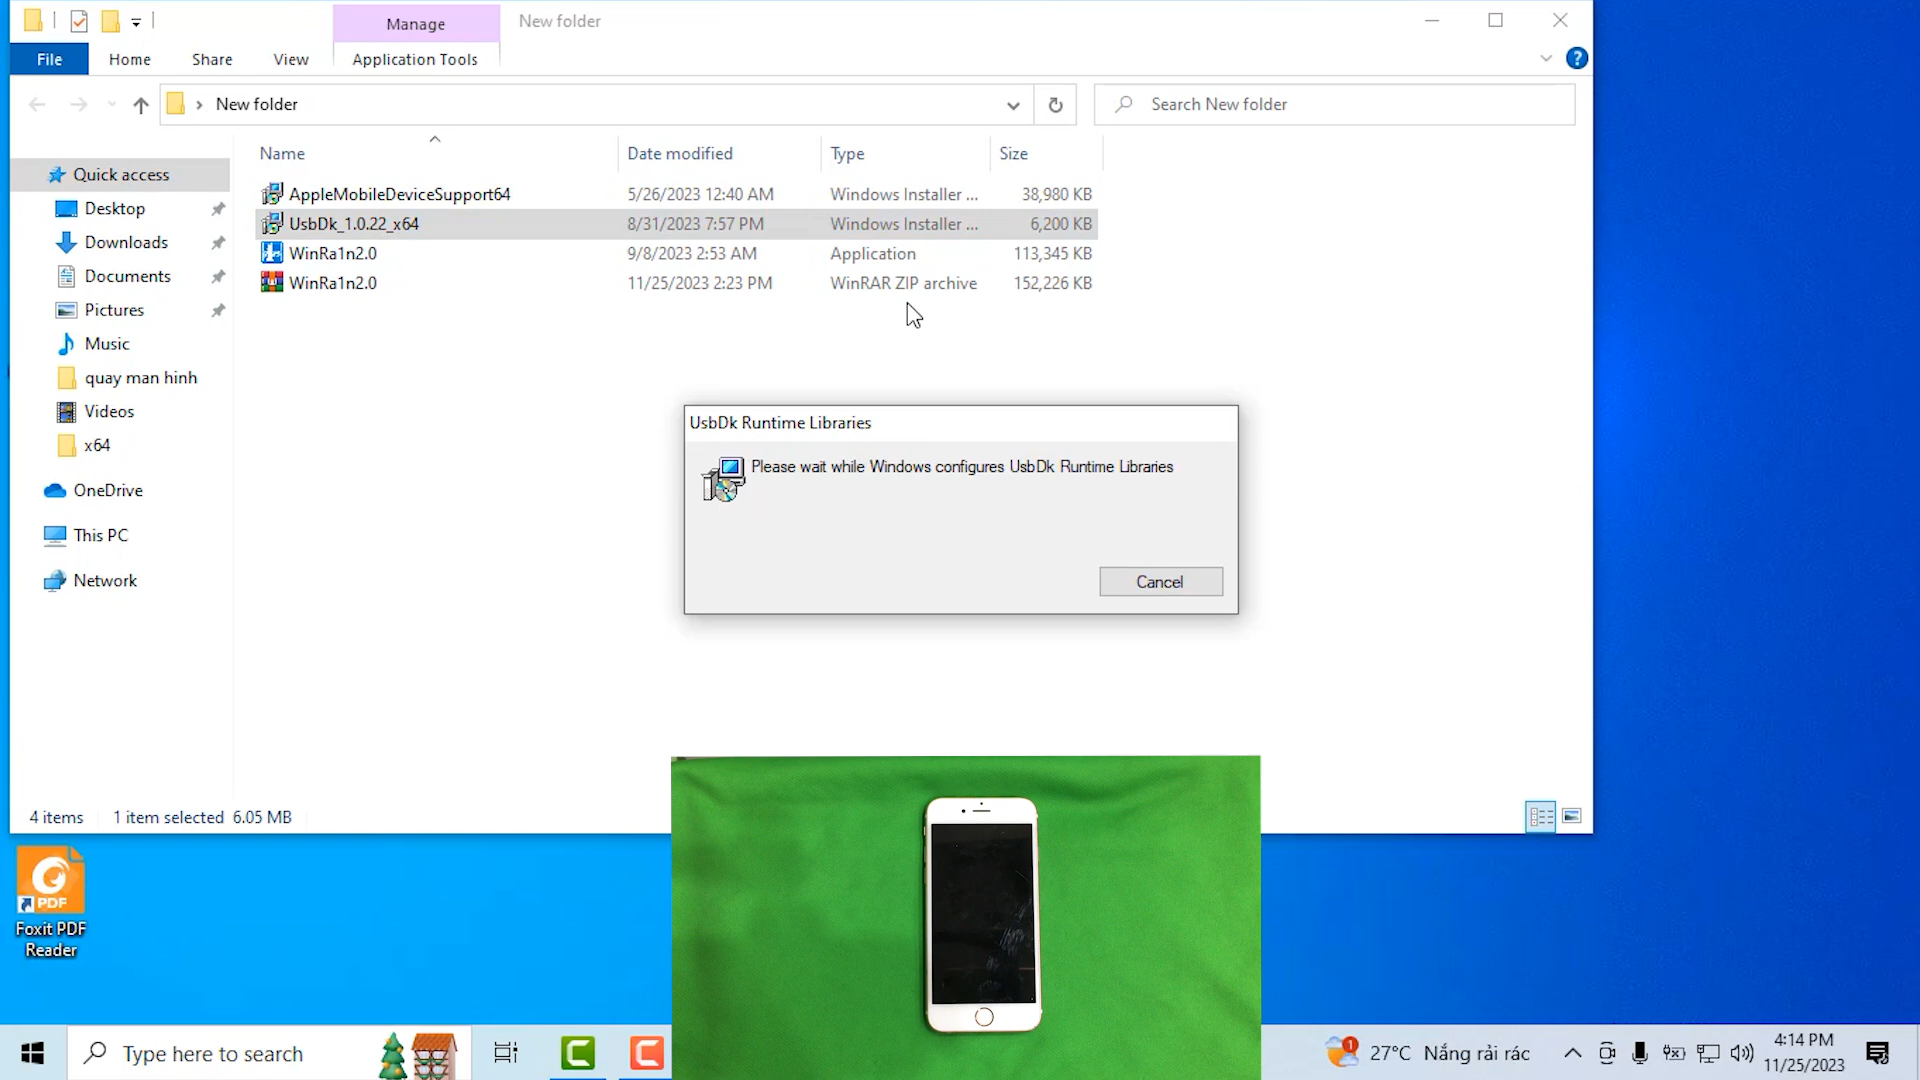 Manage
New folder
File
Home
Share
View
Application Tools
?
New folder
Search New folder
Name
Date modified
Type
Size
AppleMobileDeviceSupport64
5/26/2023 12:40 AM
Windows Installer ...
38,980 KB
UsbDk_1.0.22_x64
8/31/2023 7:57 PM
Windows Installer ...
6,200 KB
WinRa1n2.0
9/8/2023 2:53 AM
Application
113,345 KB
WinRa1n2.0
11/25/2023 2:23 PM
WinRAR ZIP archive
152,226 KB
Quick access
Desktop
Downloads
Documents
Pictures
Music
quay man hinh
Videos
x64
OneDrive
This PC
Network
UsbDk Runtime Libraries
Please wait while Windows configures UsbDk Runtime Libraries
Cancel
4 items
1 item selected
6.05 MB
PDF
Foxit PDF
Reader
Type here to search
1
27°C
Nắng rải rác
4:14 PM
11/25/2023